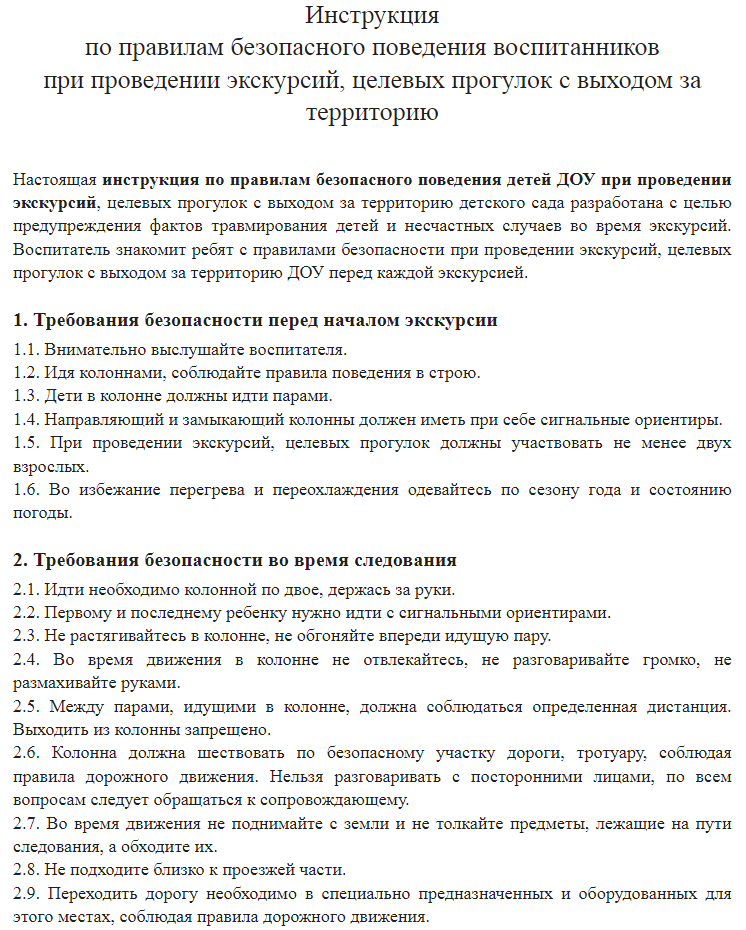 Инструкция
по правилам безопасного поведения воспитанников
при проведении экскурсий, целевых прогулок с выходом за
территорию
Настоящая инструкция по правилам безопасного поведения детей ДОУ при проведении
экскурсий, целевых прогулок с выходом за территорию детского сада разработана с целью
предупреждения фактов травмирования детей и несчастных случаев во время экскурсий.
Воспитатель знакомит ребят с правилами безопасности при проведении экскурсий, целевых
прогулок с выходом за территорию ДОУ перед каждой экскурсией.
1. Требования безопасности перед началом экскурсии
1.1. Внимательно выслушайте воспитателя.
1.2. Идя колоннами, соблюдайте правила поведения в строю.
1.3. Дети в колонне должны идти парами.
1.4. Направляющий и замыкающий колонны должен иметь при себе сигнальные ориентиры.
1.5. При проведении экскурсий, целевых прогулок должны участвовать не менее двух
взрослых.
1.6. Во избежание перегрева и переохлаждения одевайтесь по сезону года и состоянию
погоды.
2. Требования безопасности во время следования
2.1. Идти необходимо колонной по двое, держась за руки.
2.2. Первому и последнему ребенку нужно идти с сигнальными ориентирами.
2.3. Не растягивайтесь в колонне, не обгоняйте впереди идущую пару.
2.4. Во время движения в колонне не отвлекайтесь, не разговаривайте громко, не
размахивайте руками.
2.5. Между парами, идущими в колонне, должна соблюдаться определенная дистанция.
Выходить из колонны запрещено.
2.6. Колонна должна шествовать по безопасному участку дороги, тротуару, соблюдая
правила дорожного движения. Нельзя разговаривать с посторонними лицами, по всем
вопросам следует обращаться к сопровождающему.
2.7. Во время движения не поднимайте с земли и не толкайте предметы, лежащие на пути
следования, а обходите их.
2.8. Не подходите близко к проезжей части.
2.9. Переходить дорогу необходимо в специально предназначенных и оборудованных для
этого местах, соблюдая правила дорожного движения.